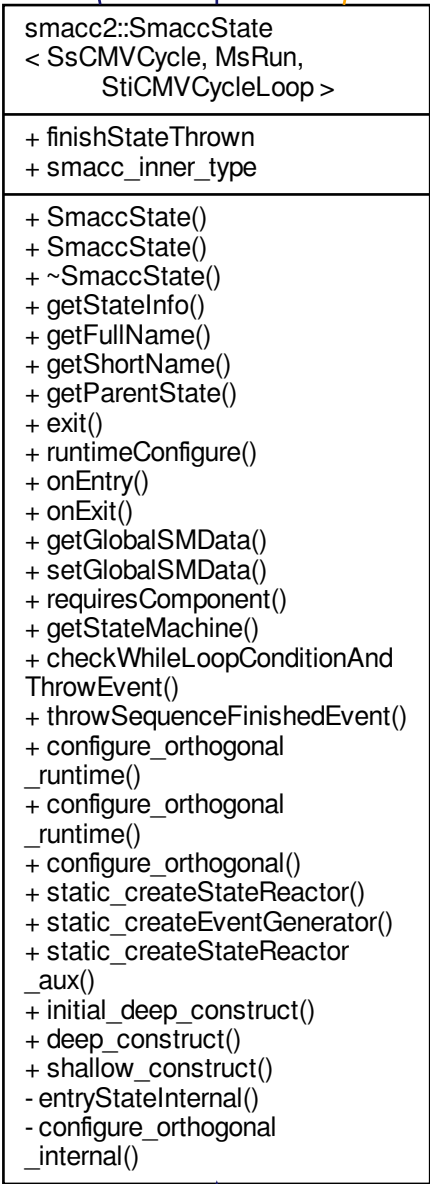 smacc2::SmaccState
< SsCMVCycle, MsRun,
StiCMVCycleLoop >
+ finishStateThrown
+ smacc_inner_type
+ SmaccState()
+ SmaccState()
+ ~SmaccState()
+ getStateInfo()
+ getFullName()
+ getShortName()
+ getParentState()
+ exit()
+ runtimeConfigure()
+ onEntry()
+ onExit()
+ getGlobalSMData()
+ setGlobalSMData()
+ requiresComponent()
+ getStateMachine()
+ checkWhileLoopConditionAnd
ThrowEvent()
+ throwSequenceFinishedEvent()
+ configure_orthogonal
_runtime()
+ configure_orthogonal
_runtime()
+ configure_orthogonal()
+ static_createStateReactor()
+ static_createEventGenerator()
+ static_createStateReactor
_aux()
+ initial_deep_construct()
+ deep_construct()
+ shallow_construct()
- entryStateInternal()
- configure_orthogonal
_internal()